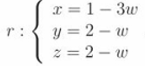 r: { x = 1 − 3w
y = 2 − w
z = 2 − w